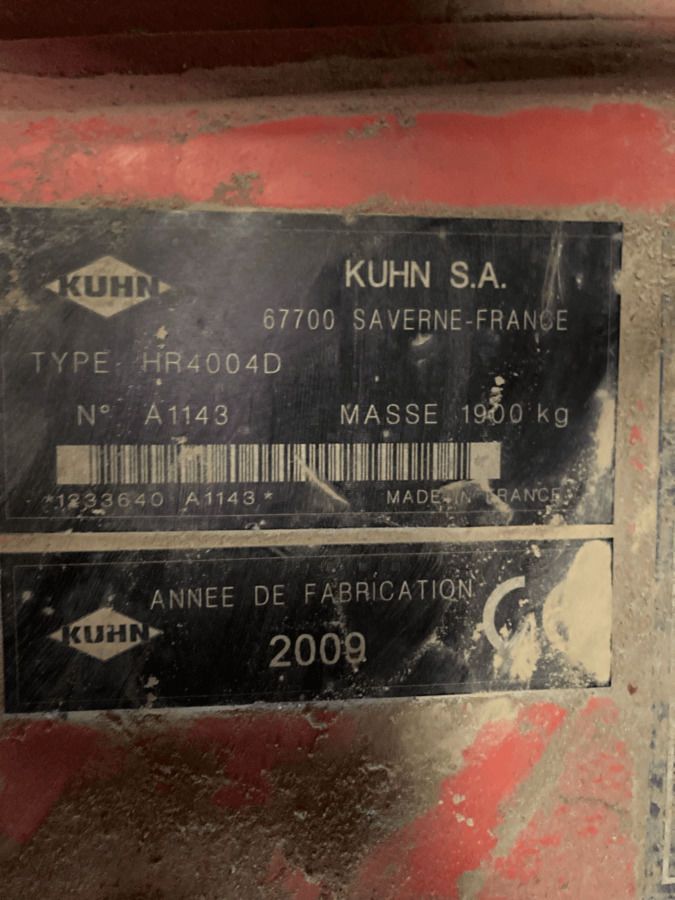 KUHN
KUHN S.A.
67700 SAVERNE-FRANCE
TYPE HR4004D
N° A1143 MASSE 1900 kg
*1233640 A1143* MADE IN FRANCE
ANNEE DE FABRICATION
KUHN
2009